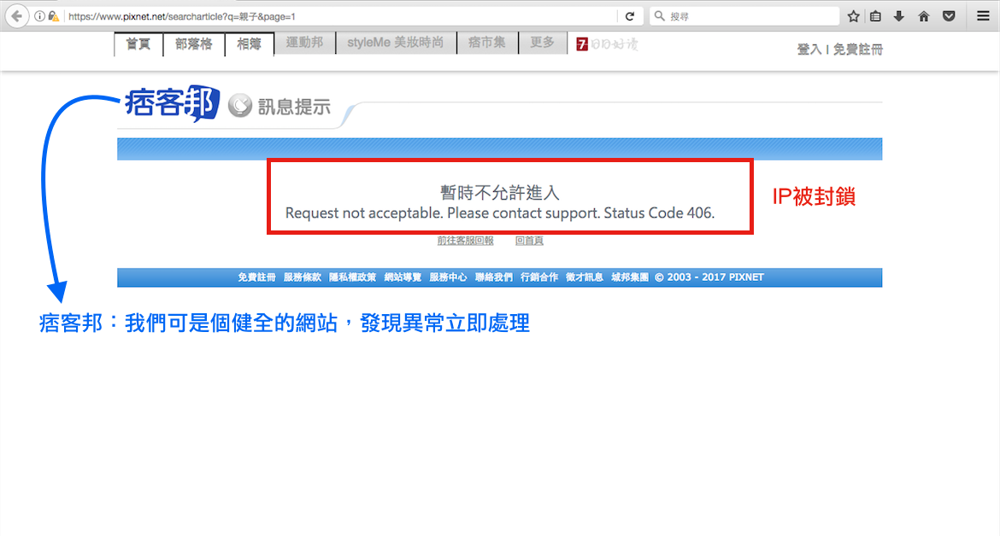 https://www.pixnet.net/searcharticle?q=親子&page=1
搜尋
首頁 部落格 相簿 運動邦 styleMe 美妝時尚 痞市集 更多 7 日日好讀
登入 | 免費註冊
痞客邦 訊息提示
暫時不允許進入
Request not acceptable. Please contact support. Status Code 406.
IP被封鎖
前往客服回報 回首頁
免費註冊 服務條款 隱私權政策 網站導覽 服務中心 聯絡我們 行銷合作 徵才訊息 城邦集團 © 2003 - 2017 PIXNET
痞客邦：我們可是個健全的網站，發現異常立即處理